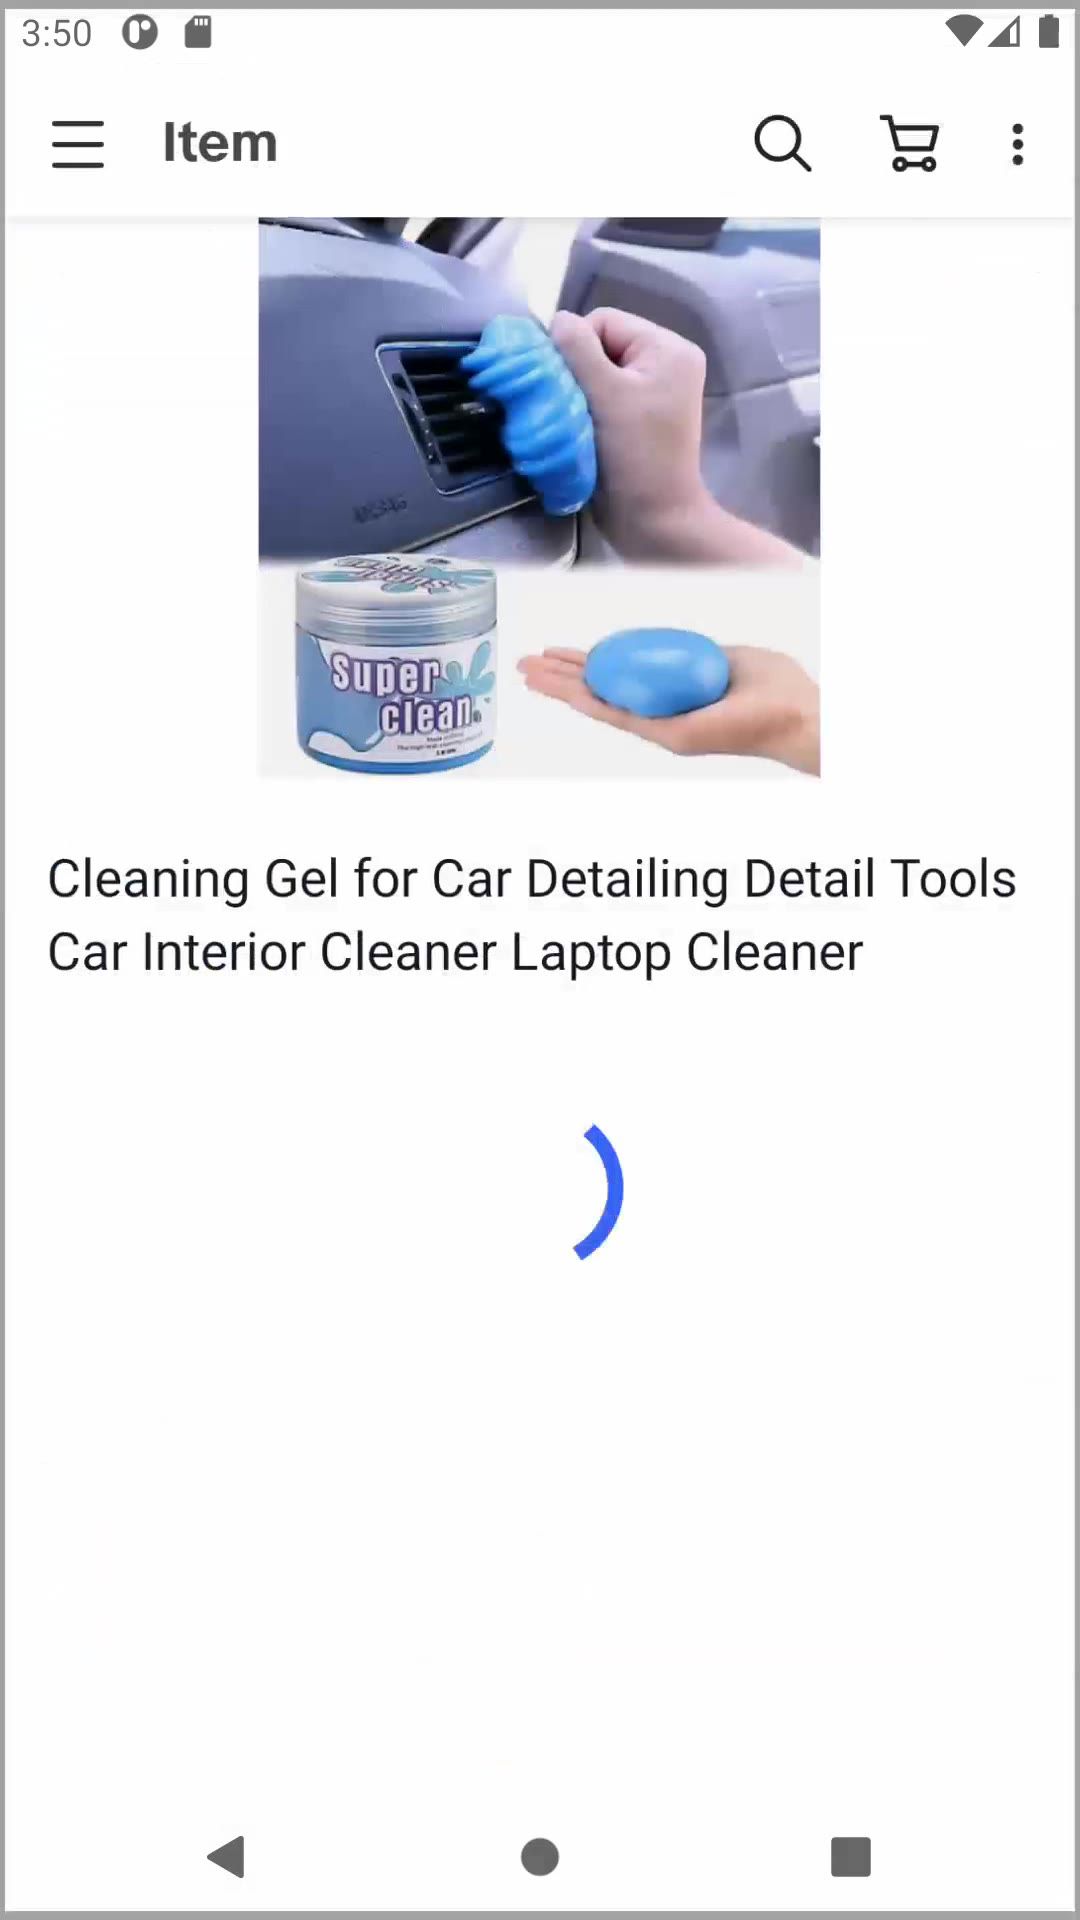 3:50
Item
Super
clean
Cleaning Gel for Car Detailing Detail Tools
Car Interior Cleaner Laptop Cleaner